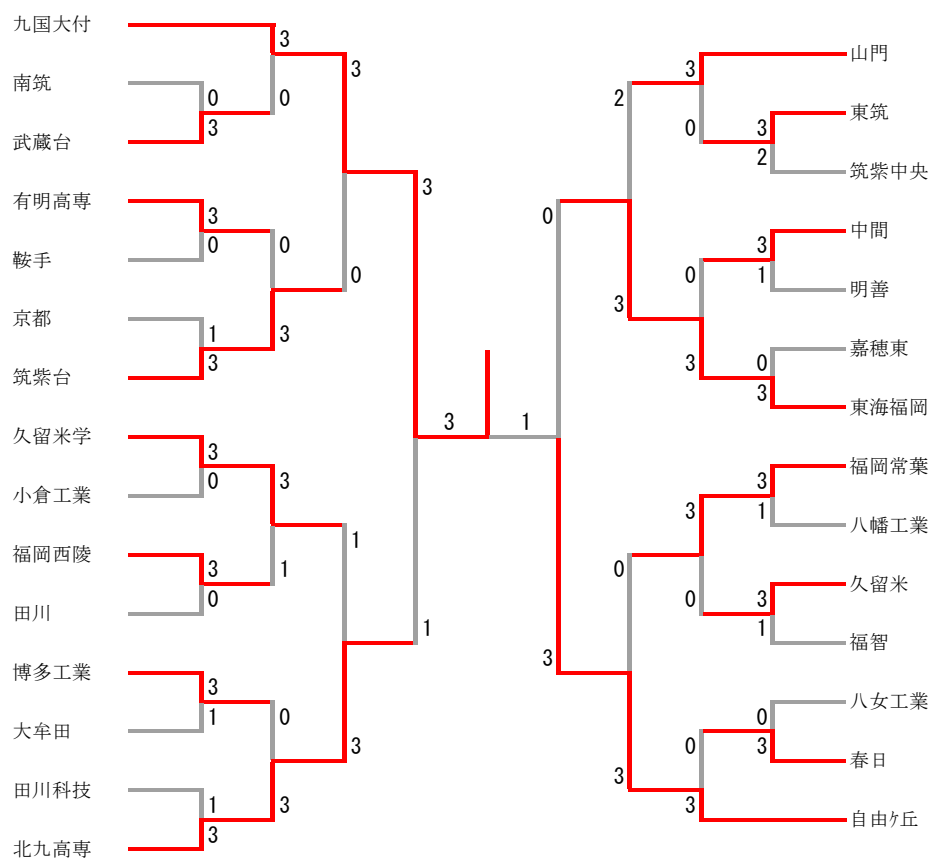 九国大付
3
3
南筑
0
0
武蔵台
3
3
有明高専
3
0
鞍手
0
0
京都
1
3
筑紫台
3
久留米学
3
3
小倉工業
0
1
福岡西陵
3
1
田川
0
1
博多工業
3
0
大牟田
1
3
田川科技
1
3
北九高専
3
3
1
山門
3
2
東筑
0
3
筑紫中央
2
0
中間
3
0
1
明善
3
嘉穂東
0
3
東海福岡
3
福岡常葉
3
3
八幡工業
1
0
久留米
0
3
福智
1
3
八女工業
0
0
春日
3
3
自由ケ丘
3